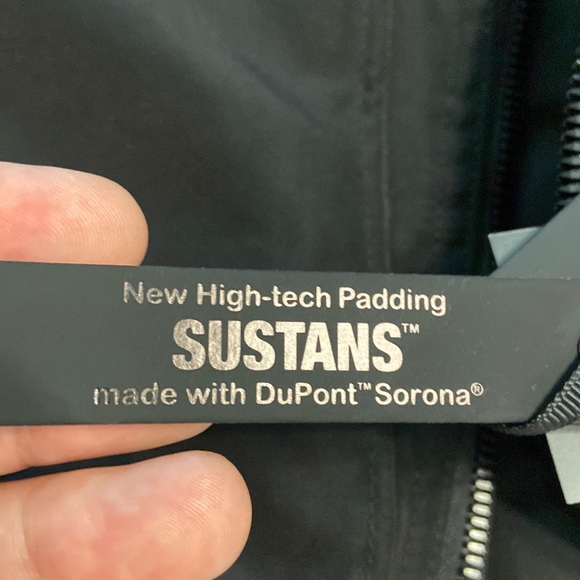 New High-tech Padding
SUSTANS™
made with DuPont™ Sorona®